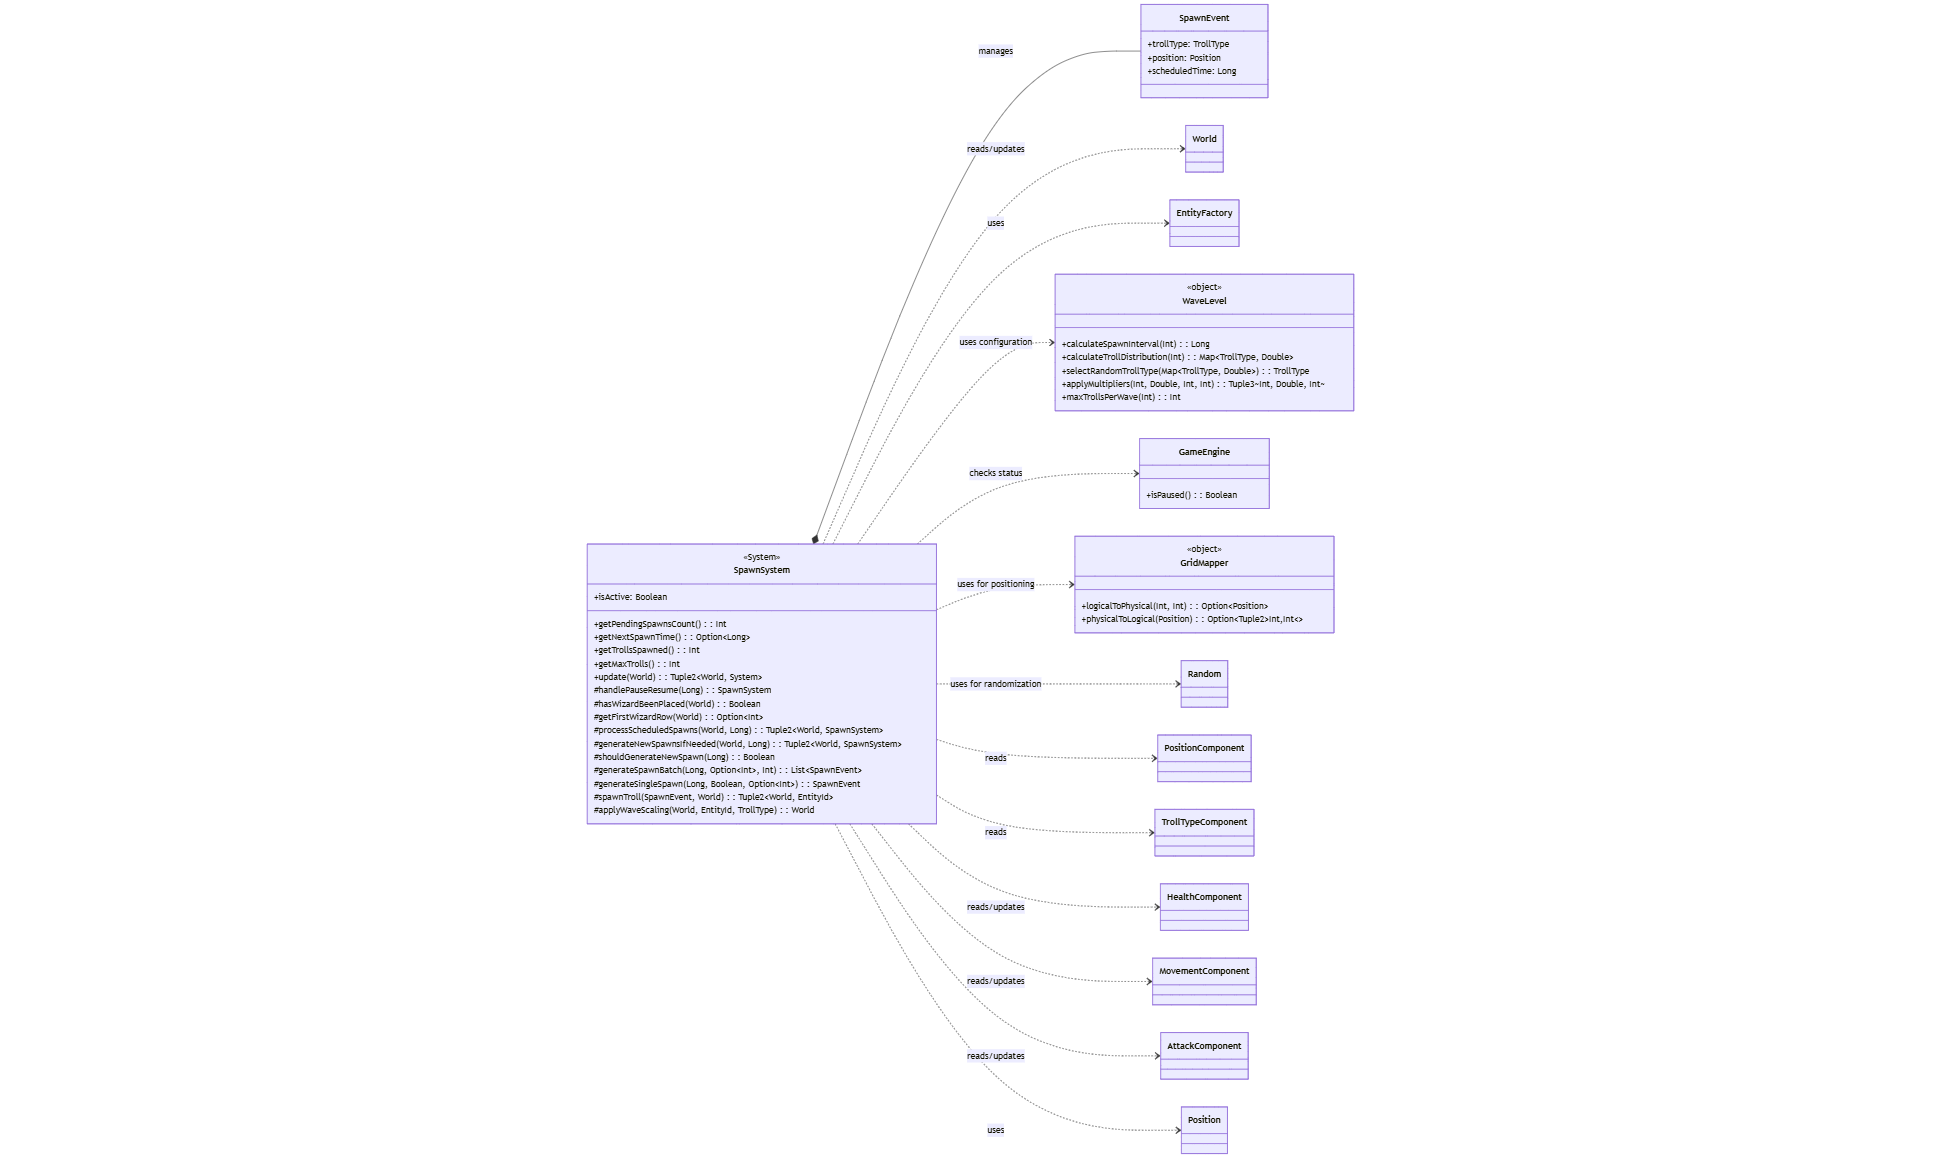 SpawnEvent
+trollType: TrollType
+position: Position
+scheduledTime: Long
manages
World
reads/updates
EntityFactory
uses
«object»
WaveLevel
+calculateSpawnInterval(Int) : : Long
+calculateTrollDistribution(Int) : : Map<TrollType, Double>
+selectRandomTrollType(Map<TrollType, Double>) : : TrollType
+applyMultipliers(Int, Double, Int, Int) : : Tuple3~Int, Double, Int~
+maxTrollsPerWave(Int) : : Int
uses configuration
GameEngine
+isPaused() : : Boolean
checks status
«System»
SpawnSystem
+isActive: Boolean
+getPendingSpawnsCount() : : Int
+getNextSpawnTime() : : Option<Long>
+getTrollsSpawned() : : Int
+getMaxTrolls() : : Int
+update(World) : : Tuple2<World, System>
#handlePauseResume(Long) : : SpawnSystem
#hasWizardBeenPlaced(World) : : Boolean
#getFirstWizardRow(World) : : Option<Int>
#processScheduledSpawns(World, Long) : : Tuple2<World, SpawnSystem>
#generateNewSpawnsIfNeeded(World, Long) : : Tuple2<World, SpawnSystem>
#shouldGenerateNewSpawn(Long) : : Boolean
#generateSpawnBatch(Long, Option<Int>, Int) : : List<SpawnEvent>
#generateSingleSpawn(Long, Boolean, Option<Int>) : : SpawnEvent
#spawnTroll(SpawnEvent, World) : : Tuple2<World, EntityId>
#applyWaveScaling(World, EntityId, TrollType) : : World
«object»
GridMapper
+logicalToPhysical(Int, Int) : : Option<Position>
+physicalToLogical(Position) : : Option<Tuple2>Int,Int<>
uses for positioning
Random
uses for randomization
PositionComponent
reads
TrollTypeComponent
reads
HealthComponent
reads/updates
MovementComponent
reads/updates
AttackComponent
reads/updates
Position
uses